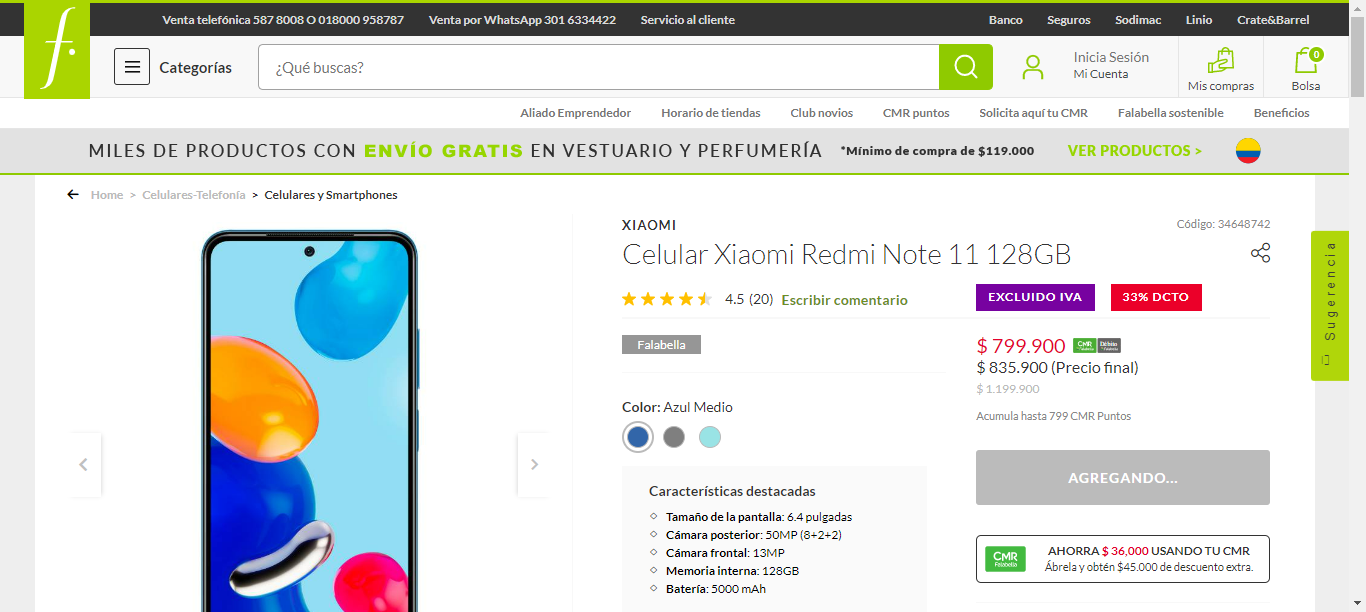 Venta telefónica 587 8008 O 018000 958787 Venta por WhatsApp 301 6334422 Servicio al cliente Banco Seguros Sodimac Linio Crate&Barrel
f.
Categorías ¿Qué buscas? Inicia Sesión
Mi Cuenta
Mis compras
0
Bolsa
Aliado Emprendedor Horario de tiendas Club novios CMR puntos Solicita aquí tu CMR Falabella sostenible Beneficios
MILES DE PRODUCTOS CON ENVÍO GRATIS EN VESTUARIO Y PERFUMERÍA *Mínimo de compra de $119.000 VER PRODUCTOS >
Home > Celulares-Telefonía > Celulares y Smartphones
XIAOMI
Código: 34648742
Celular Xiaomi Redmi Note 11 128GB
4.5 (20) Escribir comentario
EXCLUIDO IVA 33% DCTO
Falabella
$ 799.900 CMR Débito
$ 835.900 (Precio final)
$ 1.199.900
Acumula hasta 799 CMR Puntos
Color: Azul Medio
AGREGANDO...
Características destacadas
Tamaño de la pantalla: 6.4 pulgadas
Cámara posterior: 50MP (8+2+2)
Cámara frontal: 13MP
Memoria interna: 128GB
Batería: 5000 mAh
CMR
Falabella
AHORRA $ 36,000 USANDO TU CMR
Ábrela y obtén $45.000 de descuento extra.
Sugerencia